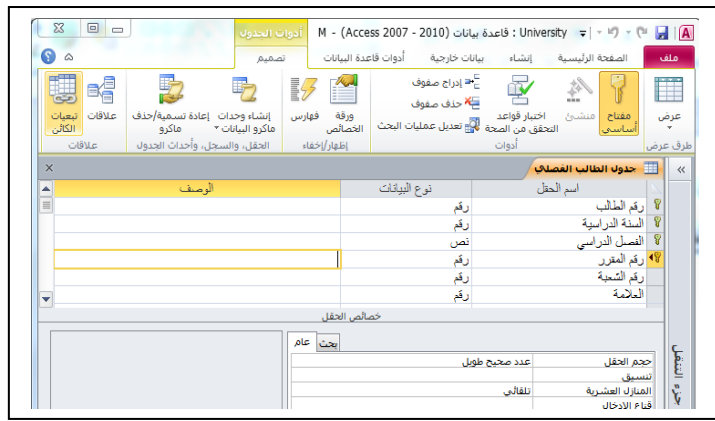 University : قاعدة بيانات (Access 2007 - 2010) - M
أدوات الجدول
ملف الصفحة الرئيسية إنشاء بيانات خارجية أدوات قاعدة البيانات تصميم
عرض
مفتاح أساسي
منشئ
اختبار قواعد التحقق من الصحة
إدراج صفوف
حذف صفوف
تعديل عمليات البحث
ورقة الخصائص
فهارس
إنشاء وحدات ماكرو البيانات
إعادة تسمية/حذف ماكرو
علاقات
تبعيات الكائن
طرق عرض أدوات إظهار/إخفاء الحقل، والسجل، وأحداث الجدول علاقات
جدول الطالب الفصلي
اسم الحقل نوع البيانات الوصف
رقم الطالب رقم
السنة الدراسية رقم
الفصل الدراسي نص
رقم المقرر رقم
رقم الشعبة رقم
العلامة رقم
خصائص الحقل
عام بحث
حجم الحقل عدد صحيح طويل
تنسيق
المنازل العشرية تلقائي
قناع الإدخال
جزء التنقل